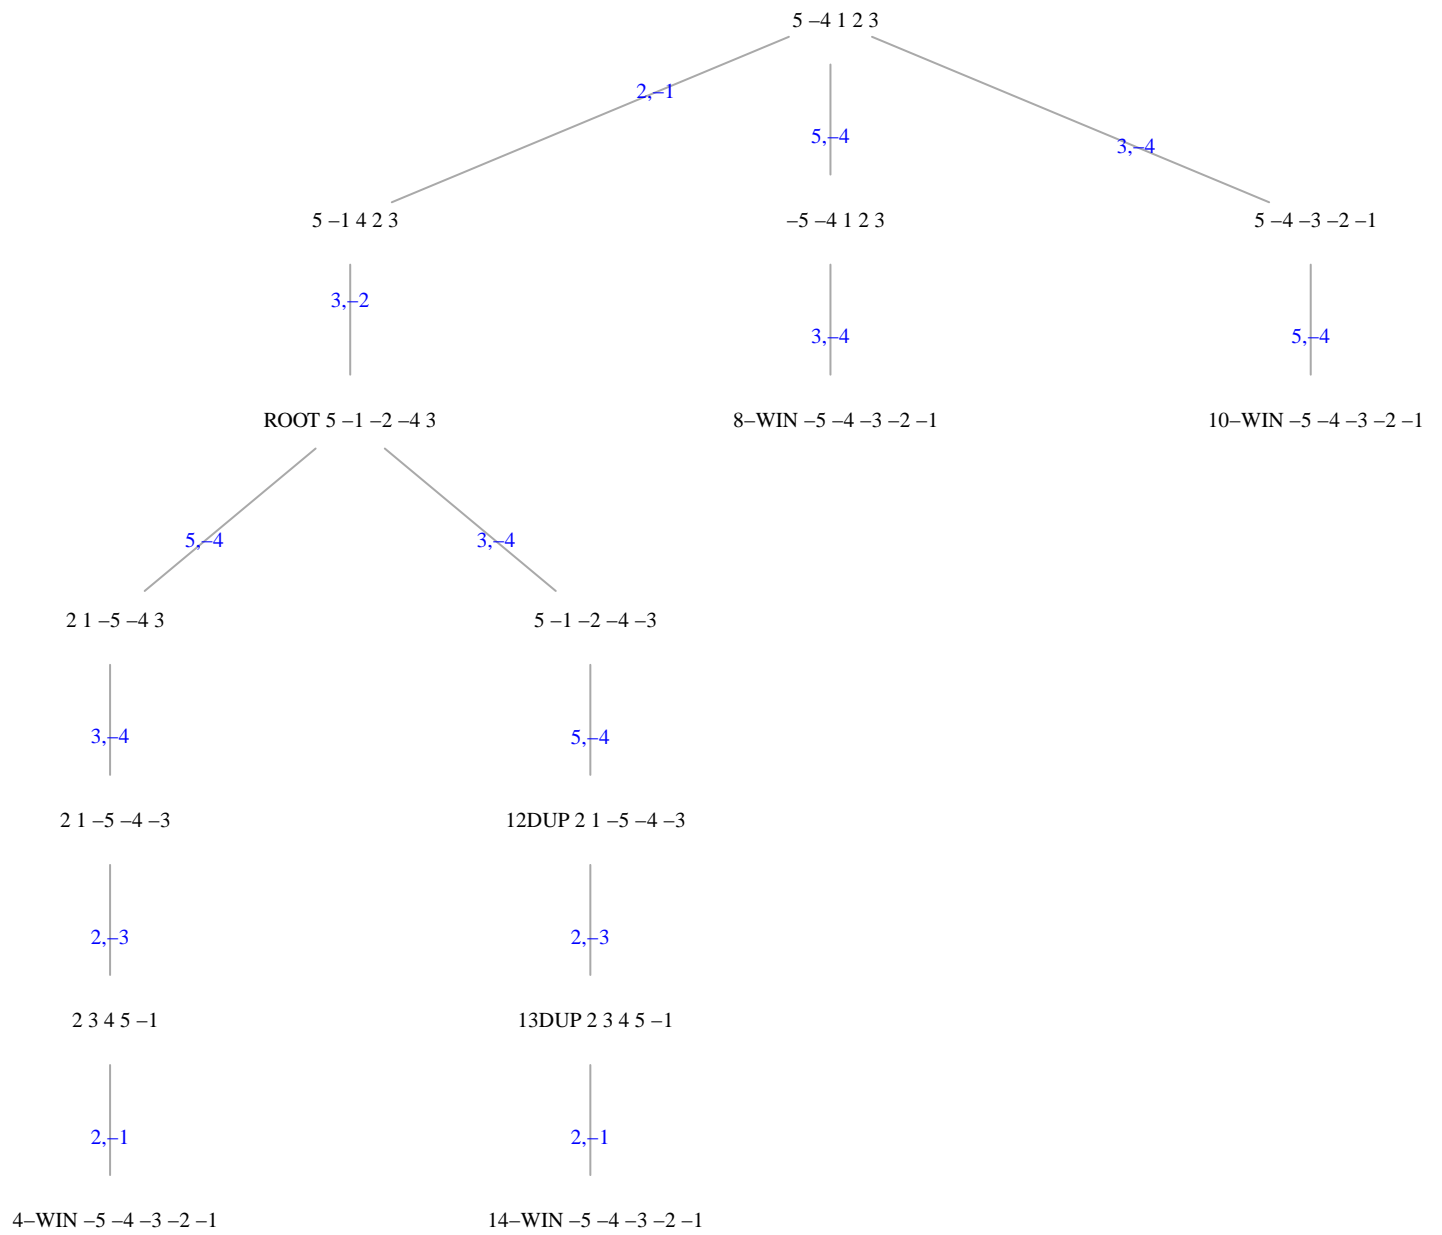 5 –4 1 2 3
2,–1
5,–4
3,–4
5 –1 4 2 3
–5 –4 1 2 3
5 –4 –3 –2 –1
3,–2
3,–4
5,–4
ROOT 5 –1 –2 –4 3
8–WIN –5 –4 –3 –2 –1
10–WIN –5 –4 –3 –2 –1
5,–4
3,–4
2 1 –5 –4 3
5 –1 –2 –4 –3
3,–4
5,–4
2 1 –5 –4 –3
12DUP 2 1 –5 –4 –3
2,–3
2,–3
2 3 4 5 –1
13DUP 2 3 4 5 –1
2,–1
2,–1
4–WIN –5 –4 –3 –2 –1
14–WIN –5 –4 –3 –2 –1